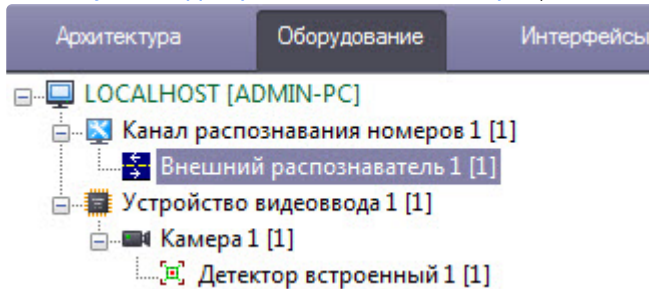 Архитектура Оборудование Интерфейсы
LOCALHOST [ADMIN-PC]
Канал распознавания номеров 1 [1]
Внешний распознаватель 1 [1]
Устройство видеоввода 1 [1]
Камера 1 [1]
Детектор встроенный 1 [1]